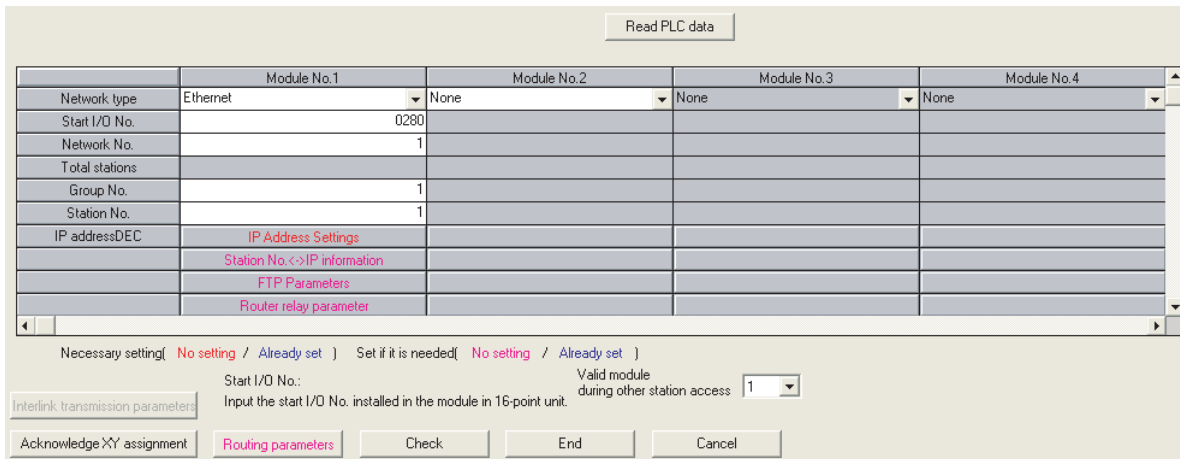 Read PLC data
Module No.1 Module No.2 Module No.3 Module No.4
Network type Ethernet None None None
Start I/O No. 0280
Network No. 1
Total stations
Group No. 1
Station No. 1
IP addressDEC IP Address Settings
Station No.<->IP information
FTP Parameters
Router relay parameter
Necessary setting( No setting / Already set ) Set if it is needed( No setting / Already set )
Start I/O No.:
Input the start I/O No. installed in the module in 16-point unit.
Valid module
during other station access 1
Interlink transmission parameters
Acknowledge XY assignment Routing parameters Check End Cancel